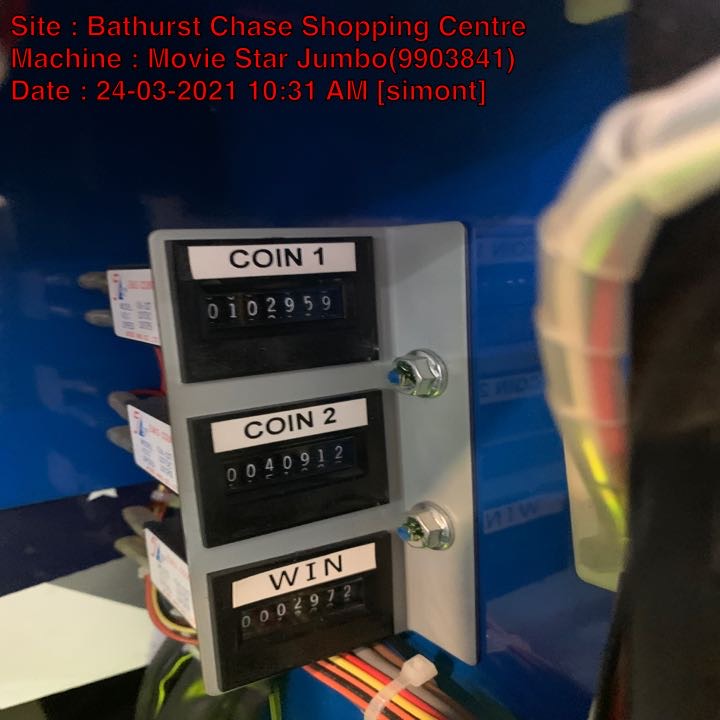 Site : Bathurst Chase Shopping Centre
Machine : Movie Star Jumbo(9903841)
Date : 24-03-2021 10:31 AM [simont]
COIN 1
0102959
COIN 2
0040912
WIN
0002972